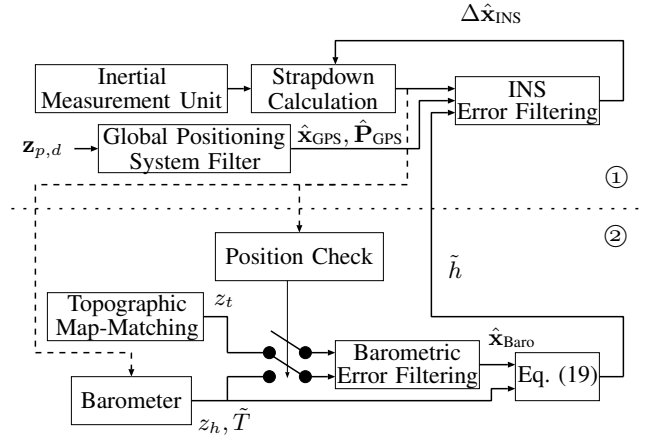 Δx̂_INS
Inertial
Measurement Unit
Strapdown
Calculation
INS
Error Filtering
z_{p,d}
Global Positioning
System Filter
x̂_GPS, P̂_GPS
①
②
Position Check
h̃
Topographic
Map-Matching
z_t
Barometric
Error Filtering
x̂_Baro
Eq. (19)
Barometer
z_h, T̃